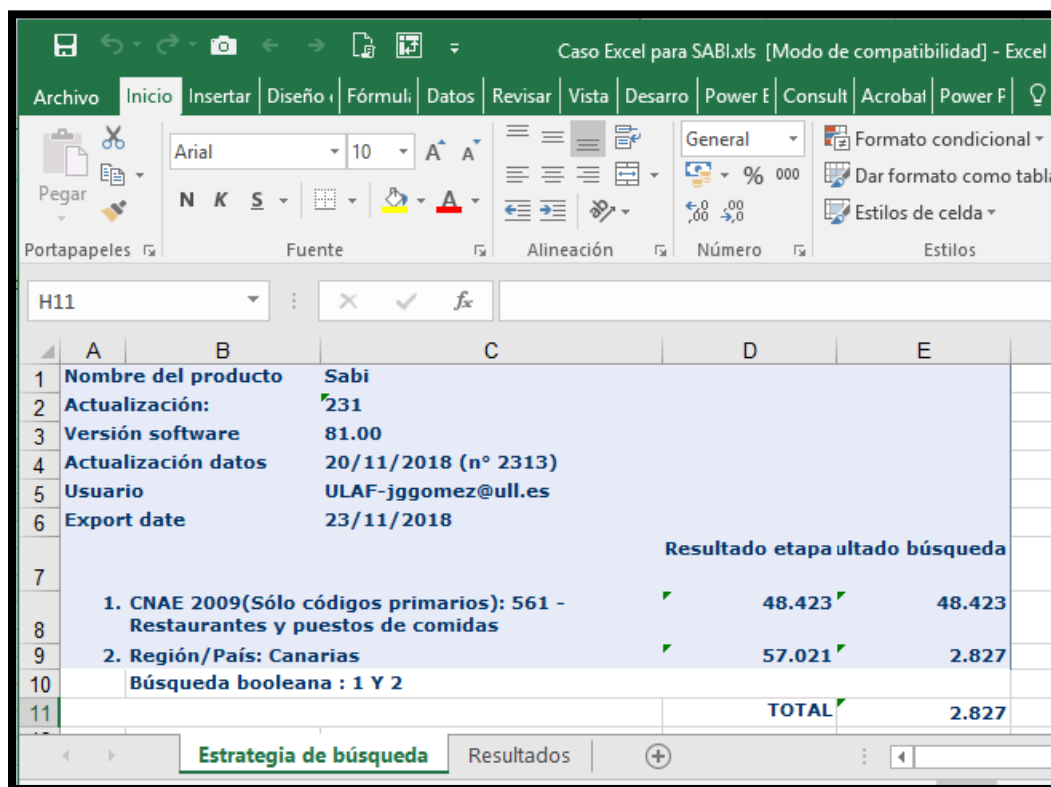 Caso Excel para SABI.xls [Modo de compatibilidad] - Excel
Archivo Inicio Insertar Diseño Fórmula Datos Revisar Vista Desarro Power Consult Acrobat Power
Pegar
Arial 10 A A
N K S A
General
% 000
Formato condicional
Dar formato como tabla
Estilos de celda
Portapapeles Fuente Alineación Número Estilos
H11 fx
A B C D E
1 Nombre del producto Sabi
2 Actualización: 231
3 Versión software 81.00
4 Actualización datos 20/11/2018 (n° 2313)
5 Usuario ULAF-jggomez@ull.es
6 Export date 23/11/2018
7 Resultado etapa ultado búsqueda
8 1. CNAE 2009(Sólo códigos primarios): 561 - 48.423 48.423
Restaurantes y puestos de comidas
9 2. Región/País: Canarias 57.021 2.827
10 Búsqueda booleana : 1 Y 2
11 TOTAL 2.827
Estrategia de búsqueda Resultados